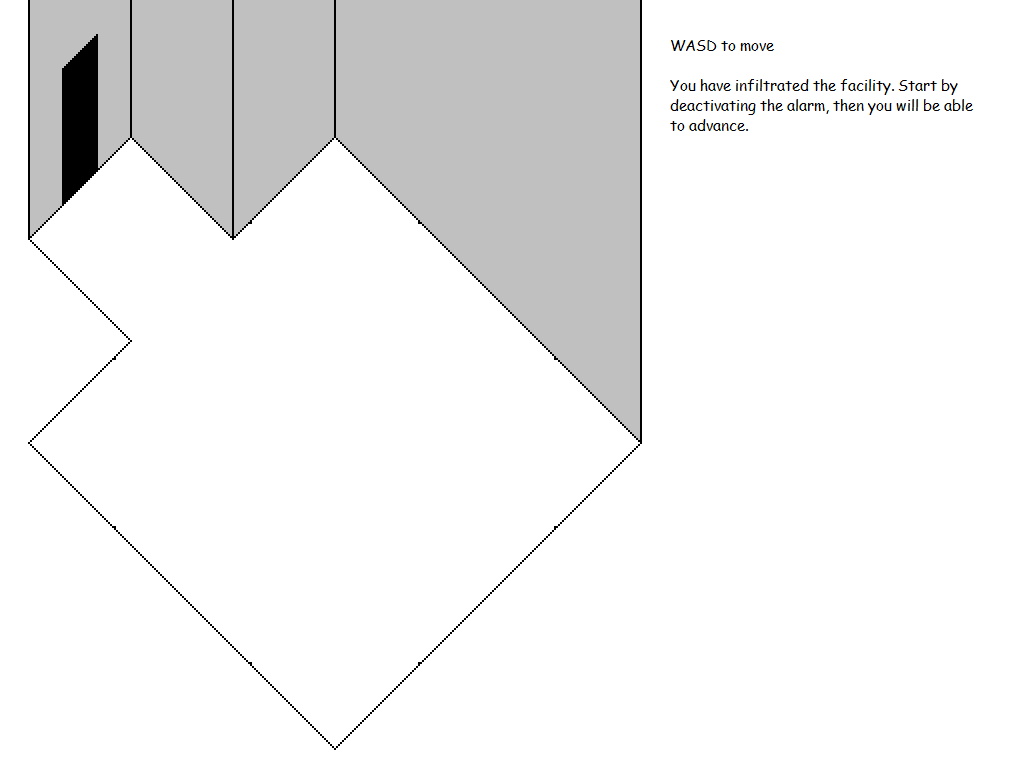 WASD to move
You have infiltrated the facility. Start by
deactivating the alarm, then you will be able
to advance.